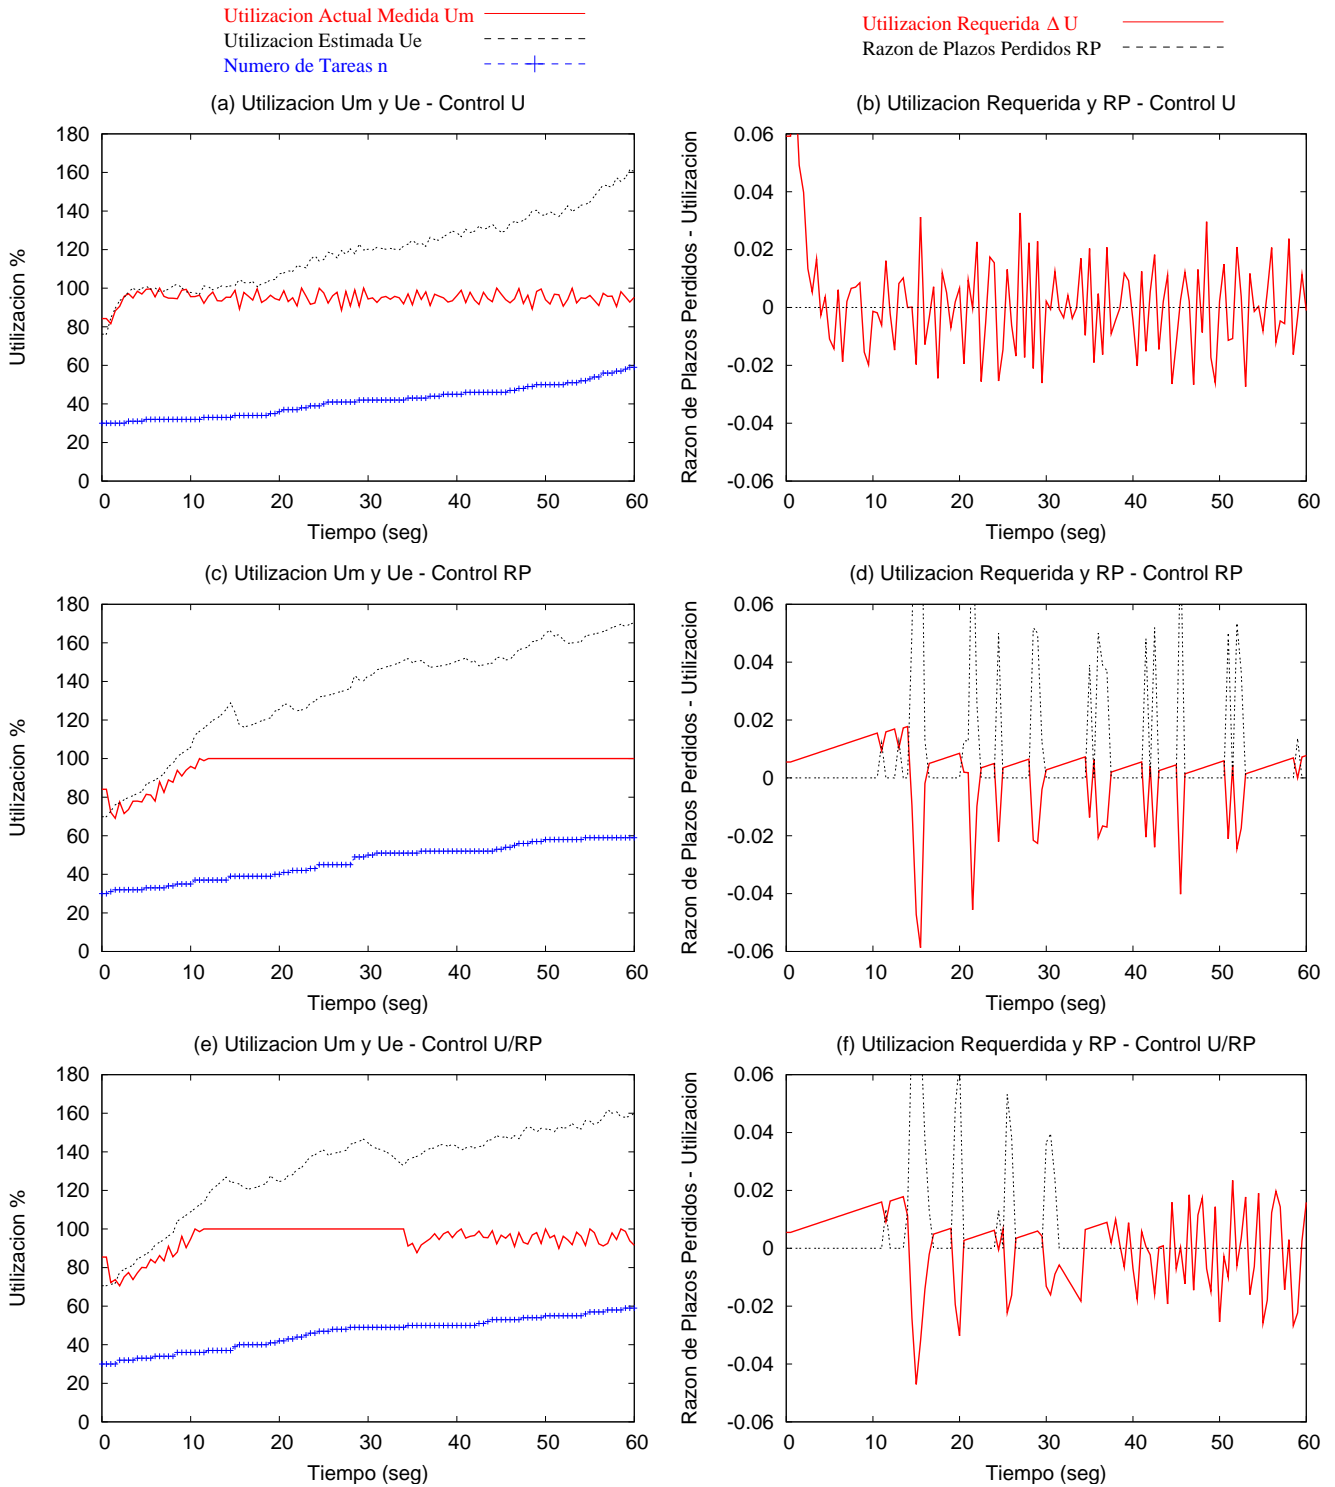 Utilizacion Actual Medida Um
Utilizacion Estimada Ue
Numero de Tareas n
Utilizacion Requerida Δ U
Razon de Plazos Perdidos RP
(a) Utilizacion Um y Ue - Control U
180
160
140
120
100
80
60
40
20
0
Utilizacion %
0 10 20 30 40 50 60
Tiempo (seg)
(b) Utilizacion Requerida y RP - Control U
0.06
0.04
0.02
0
-0.02
-0.04
-0.06
Razon de Plazos Perdidos - Utilizacion
0 10 20 30 40 50 60
Tiempo (seg)
(c) Utilizacion Um y Ue - Control RP
180
160
140
120
100
80
60
40
20
0
Utilizacion %
0 10 20 30 40 50 60
Tiempo (seg)
(d) Utilizacion Requerida y RP - Control RP
0.06
0.04
0.02
0
-0.02
-0.04
-0.06
Razon de Plazos Perdidos - Utilizacion
0 10 20 30 40 50 60
Tiempo (seg)
(e) Utilizacion Um y Ue - Control U/RP
180
160
140
120
100
80
60
40
20
0
Utilizacion %
0 10 20 30 40 50 60
Tiempo (seg)
(f) Utilizacion Requerdida y RP - Control U/RP
0.06
0.04
0.02
0
-0.02
-0.04
-0.06
Razon de Plazos Perdidos - Utilizacion
0 10 20 30 40 50 60
Tiempo (seg)